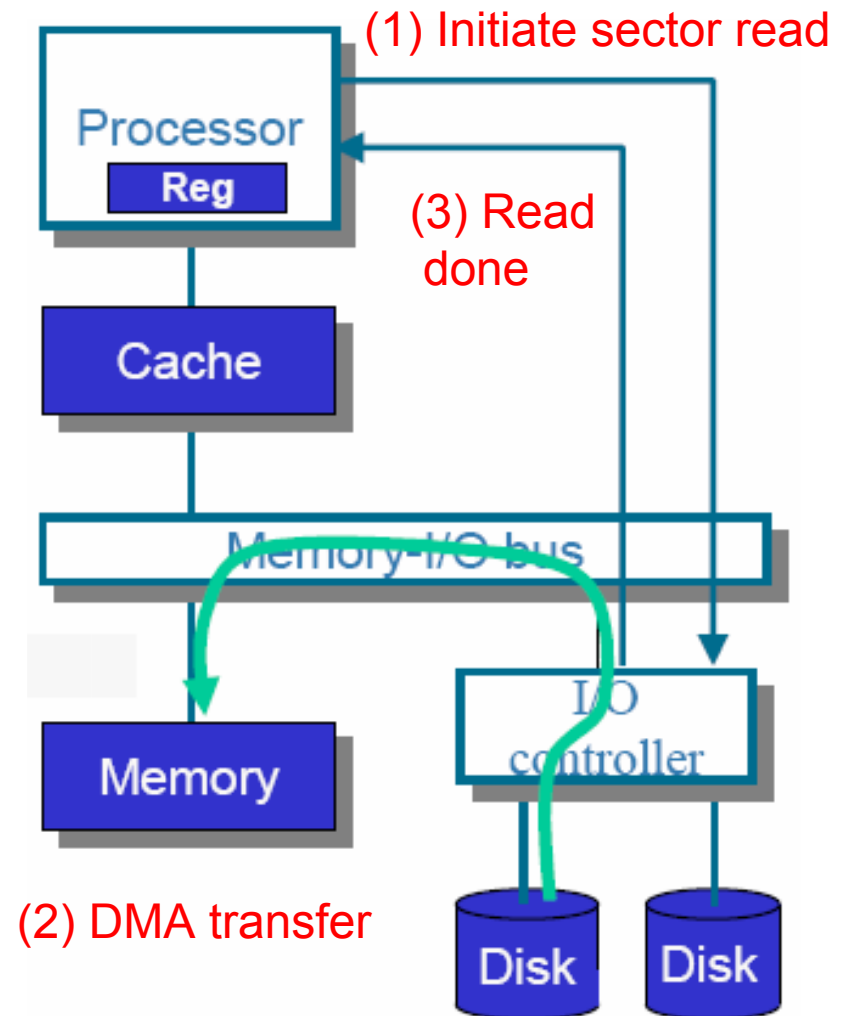 (1) Initiate sector read
Processor
Reg
(3) Read
done
Cache
Memory-I/O bus
I/O
controller
Memory
(2) DMA transfer
Disk
Disk